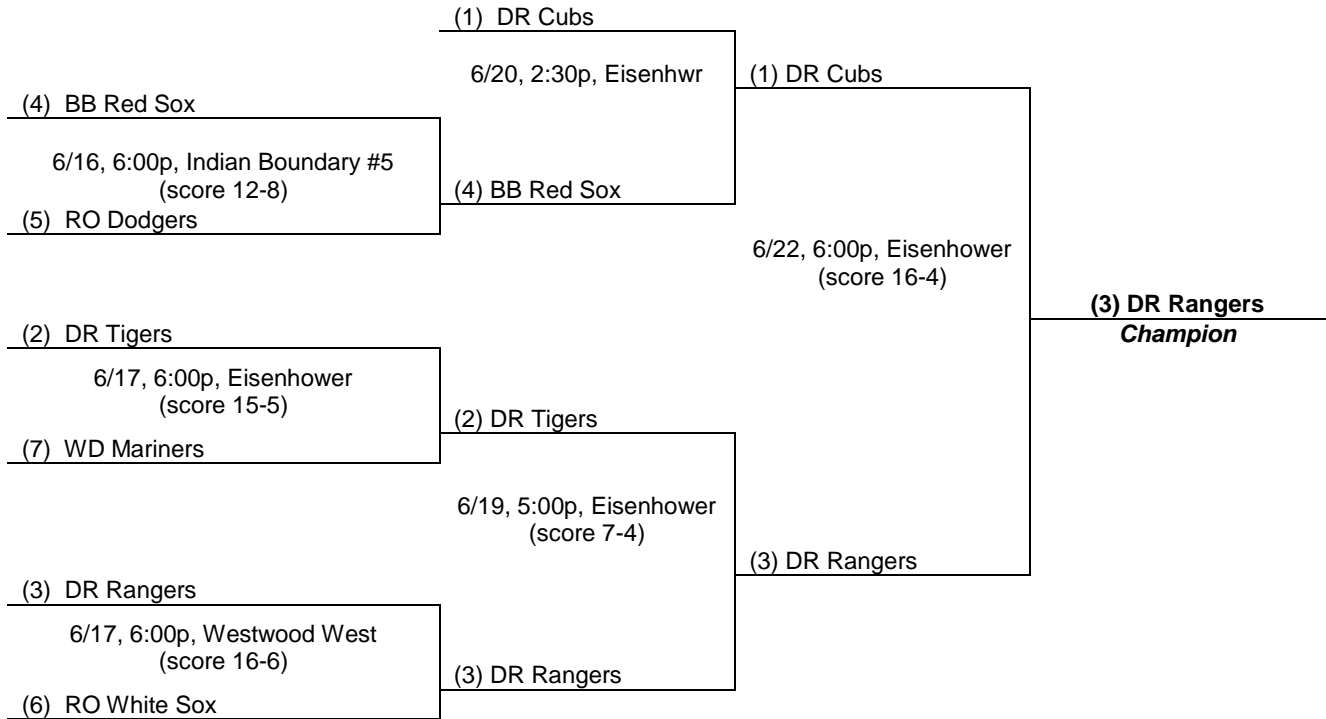 (1) DR Cubs
6/20, 2:30p, Eisenhwr
(1) DR Cubs
(4) BB Red Sox
6/16, 6:00p, Indian Boundary #5
(score 12-8)
(4) BB Red Sox
(5) RO Dodgers
6/22, 6:00p, Eisenhower
(score 16-4)
(3) DR Rangers
Champion
(2) DR Tigers
6/17, 6:00p, Eisenhower
(score 15-5)
(2) DR Tigers
(7) WD Mariners
6/19, 5:00p, Eisenhower
(score 7-4)
(3) DR Rangers
(3) DR Rangers
6/17, 6:00p, Westwood West
(score 16-6)
(3) DR Rangers
(6) RO White Sox